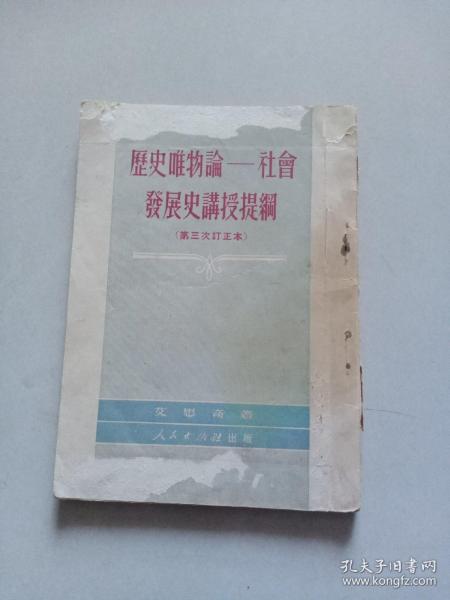 歷史唯物論——社會
發展史講授提綱
(第三次訂正本)
艾思奇著
人民出版社出版
孔夫子旧书网
www.kongfz.com